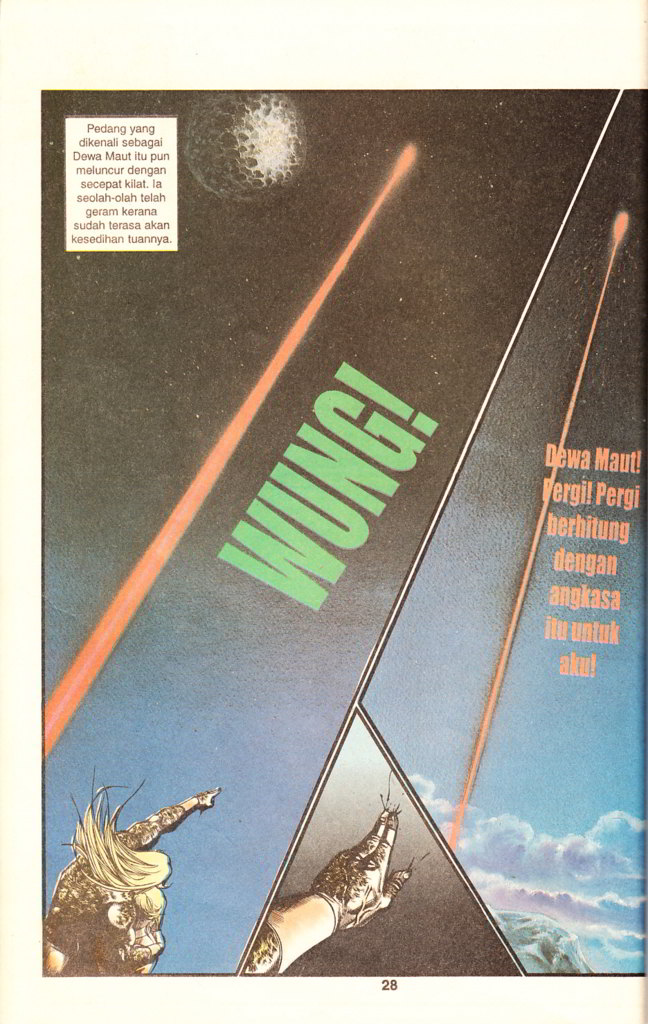 Pedang yang
dikenali sebagai
Dewa Maut itu pun
meluncur dengan
secepat kilat. Ia
seolah-olah telah
geram kerana
sudah terasa akan
kesedihan tuannya.
WUNG!
Dewa Maut!
Pergi! Pergi
berhitung
dengan
angkasa
itu untuk
aku!
28